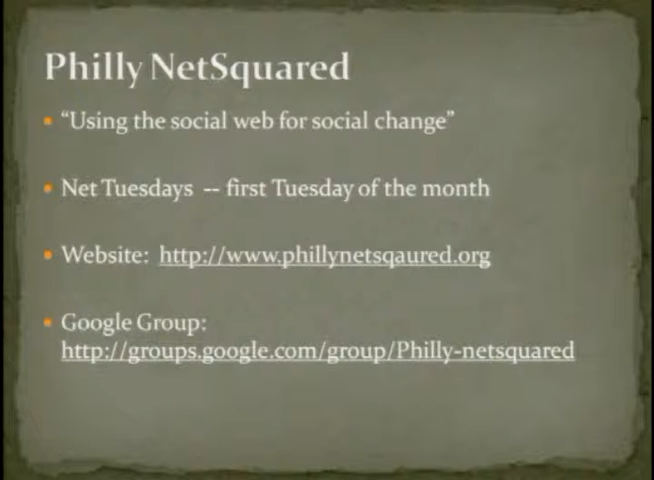 Philly NetSquared
"Using the social web for social change"
Net Tuesdays -- first Tuesday of the month
Website: http://www.phillynetsqaured.org
Google Group:
http://groups.google.com/group/Philly-netsquared